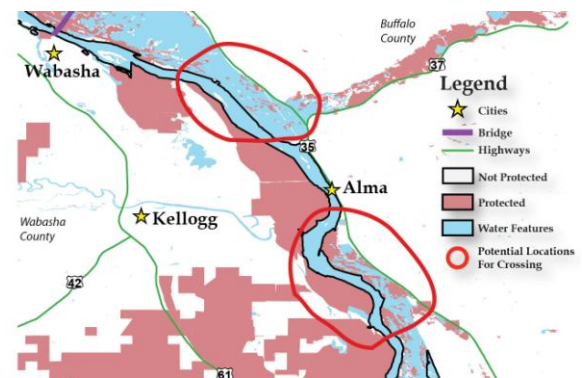 Buffalo
County
Wabasha
37
Legend
Cities
Bridge
Highways
35
Not Protected
Alma
Protected
Wabasha
County
Kellogg
Water Features
Potential Locations
For Crossing
42
61